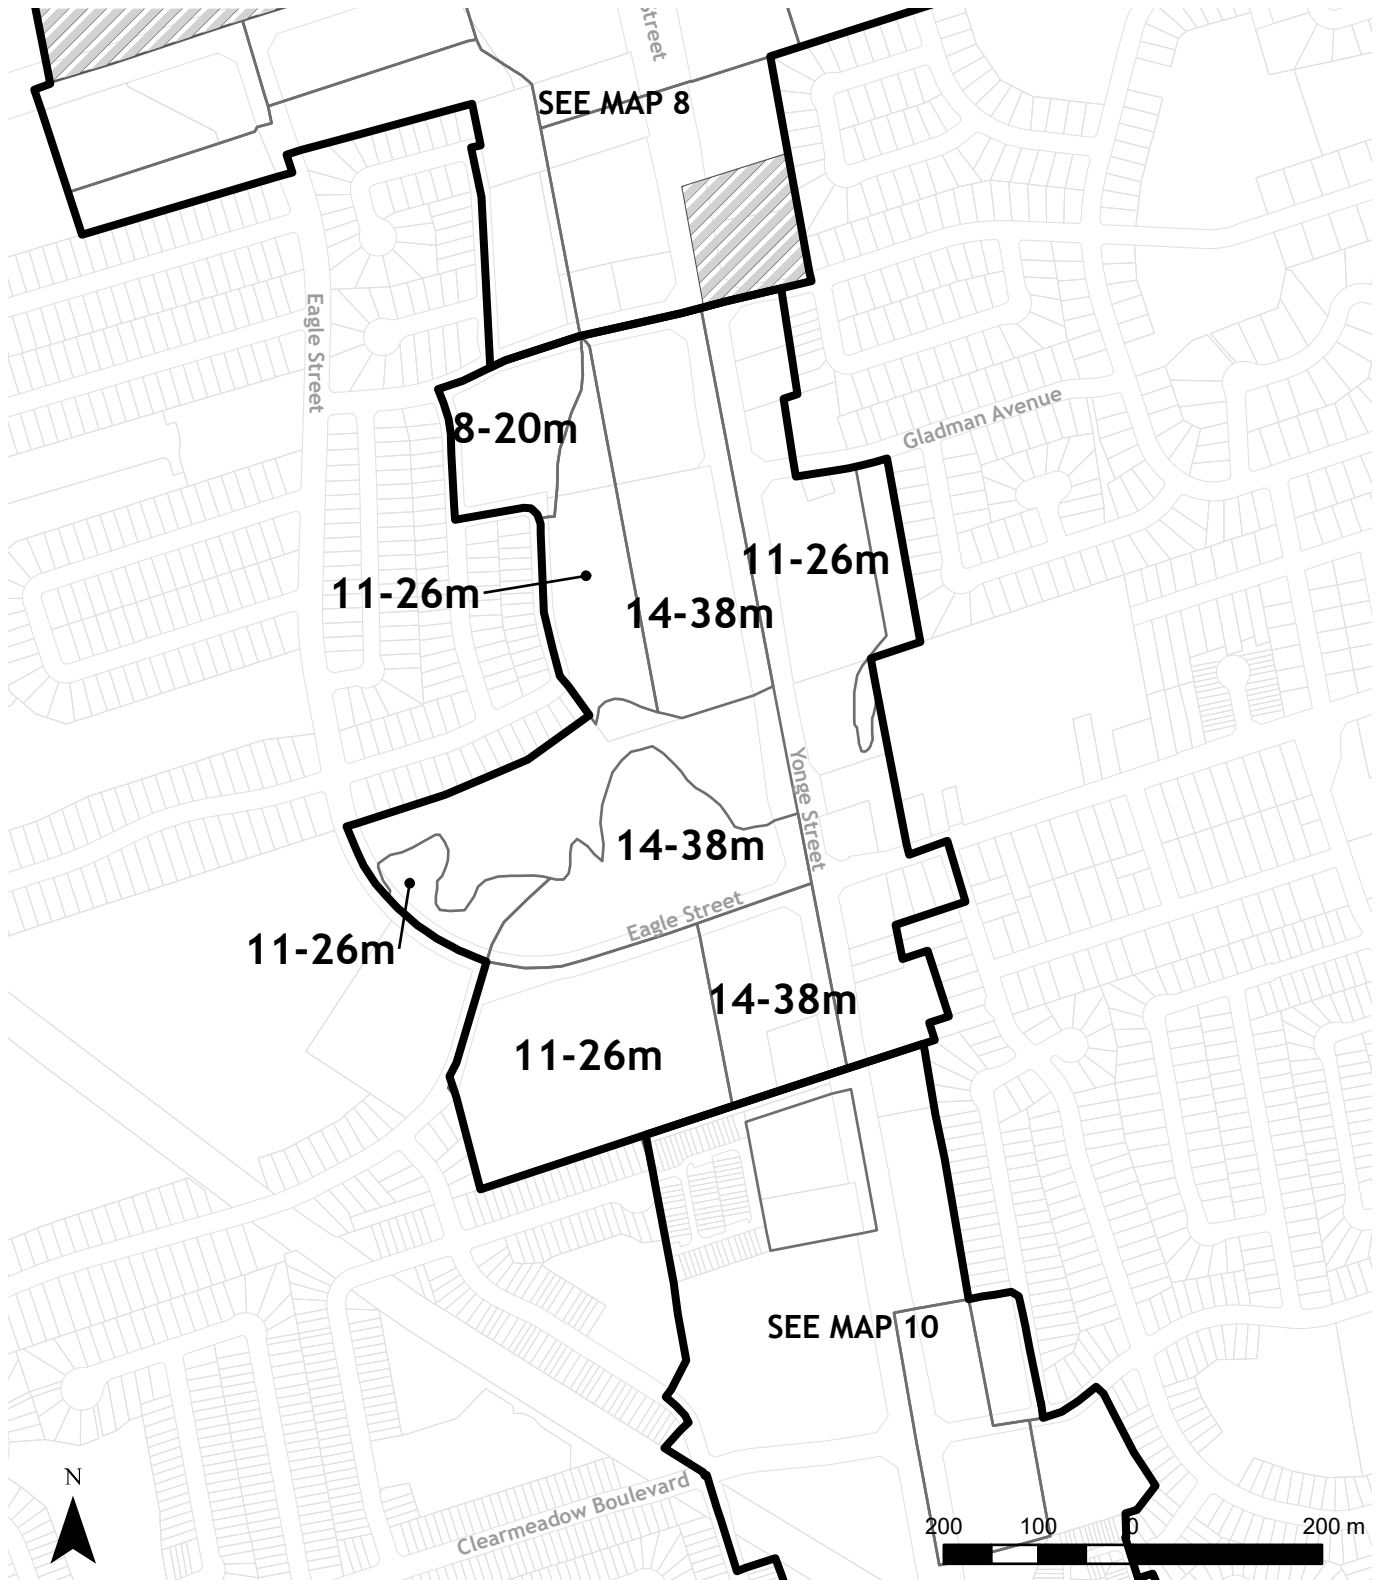 Street
SEE MAP 8
Eagle Street
8-20m
Gladman Avenue
11-26m
11-26m
14-38m
Yonge Street
14-38m
Eagle Street
11-26m
14-38m
11-26m
SEE MAP 10
N
Clearmeadow Boulevard
200 100 0 200 m